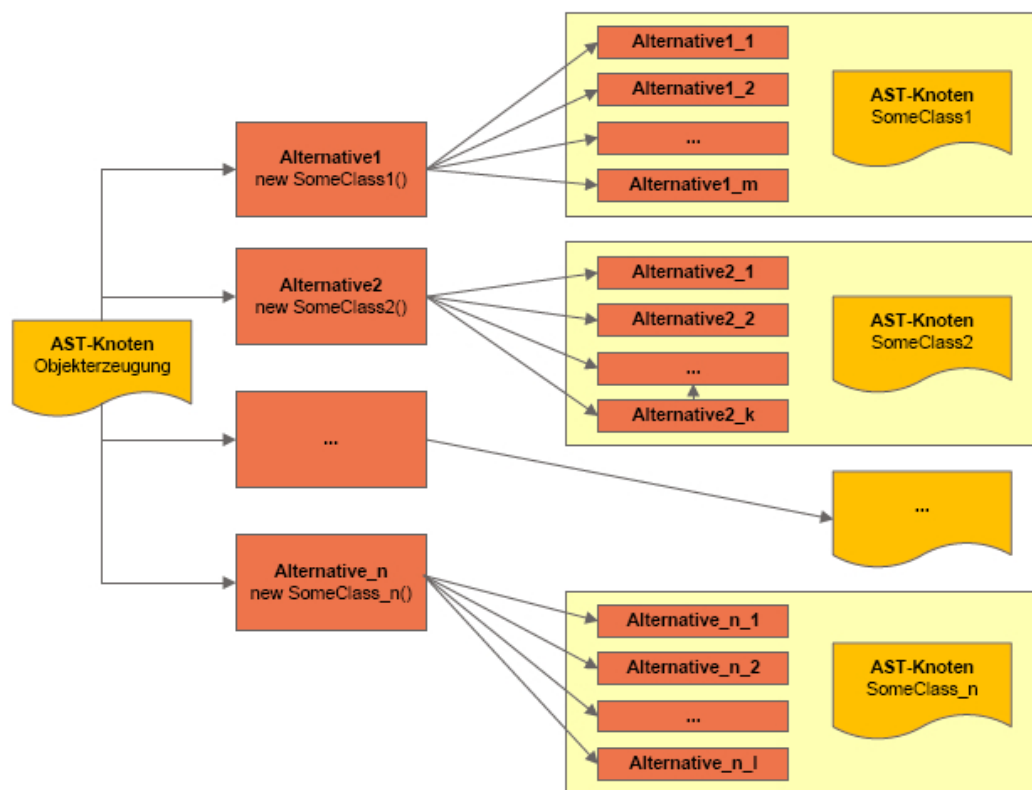 AST-Knoten
Objekterzeugung
Alternative1
new SomeClass1()
Alternative2
new SomeClass2()
...
Alternative_n
new SomeClass_n()
Alternative1_1
Alternative1_2
...
Alternative1_m
AST-Knoten
SomeClass1
Alternative2_1
Alternative2_2
...
Alternative2_k
AST-Knoten
SomeClass2
...
Alternative_n_1
Alternative_n_2
...
Alternative_n_l
AST-Knoten
SomeClass_n